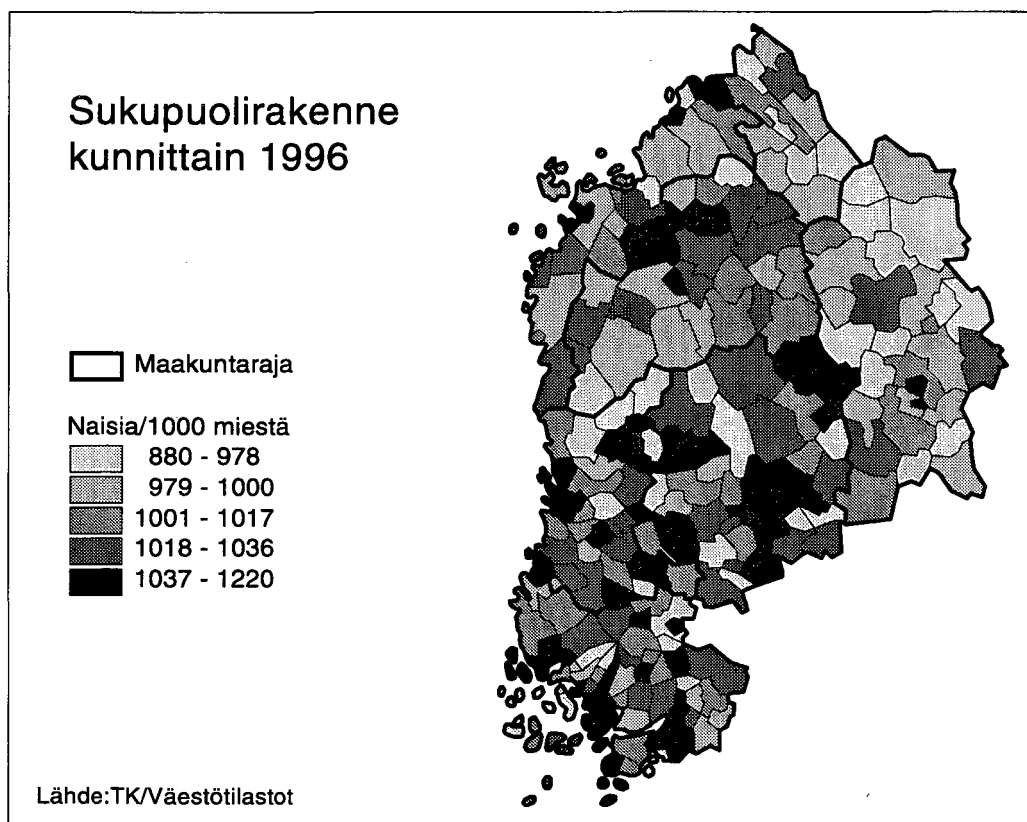 Sukupuolirakenne
kunnittain 1996
Maakuntaraja
Naisia/1000 miestä
880 - 978
979 - 1000
1001 - 1017
1018 - 1036
1037 - 1220
Lähde:TK/Väestötilastot